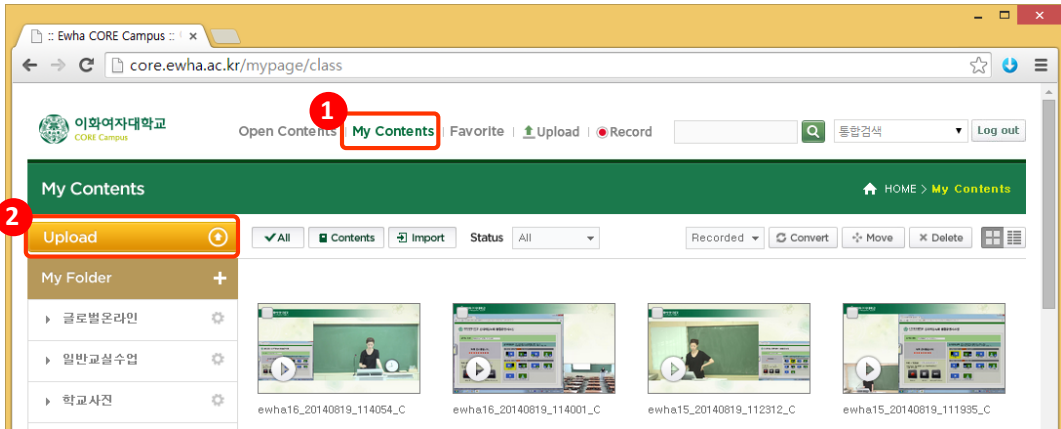 :: Ewha CORE Campus ::
core.ewha.ac.kr/mypage/class
1
이화여자대학교
CORE Campus
Open Contents My Contents Favorite Upload Record 통합검색 Log out
My Contents
HOME > My Contents
2
Upload
All Contents Import Status All Recorded Convert Move Delete
My Folder +
글로벌온라인
일반교실수업
학교사진
ewha16_20140819_114054_C ewha16_20140819_114001_C ewha15_20140819_112312_C ewha15_20140819_111935_C